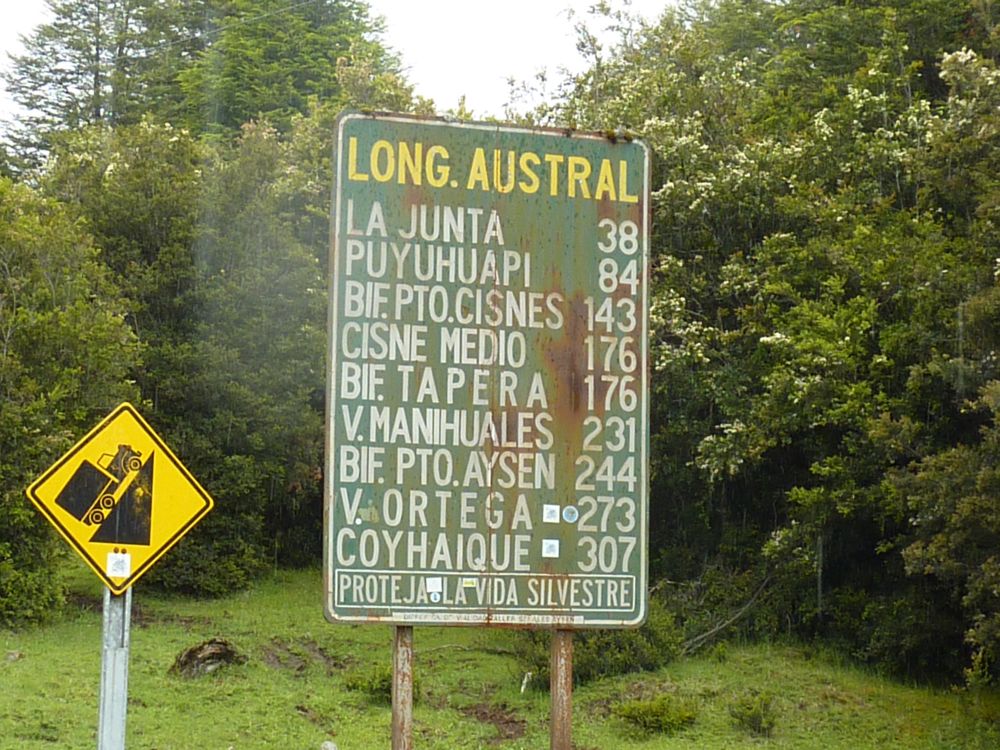 LONG. AUSTRAL
LA JUNTA 38
PUYUHUAPI 84
BIF. PTO. CISNES 143
CISNE MEDIO 176
BIF. TAPERA 176
V. MANIHUALES 231
BIF. PTO. AYSEN 244
V. ORTEGA 273
COYHAIQUE 307
PROTEJA LA VIDA SILVESTRE